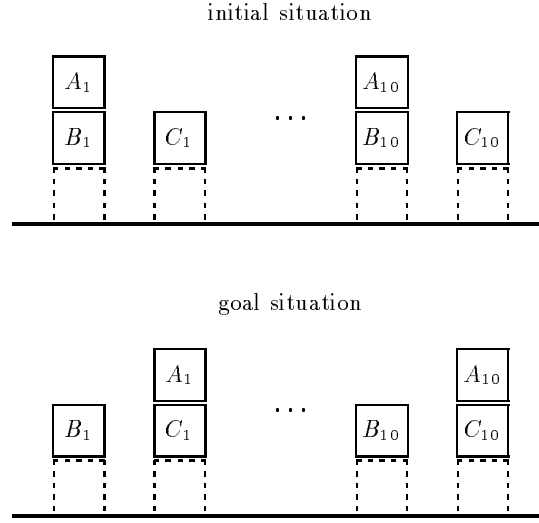 initial situation
A₁ A₁₀
B₁ C₁ ... B₁₀ C₁₀
goal situation
A₁ A₁₀
B₁ C₁ ... B₁₀ C₁₀